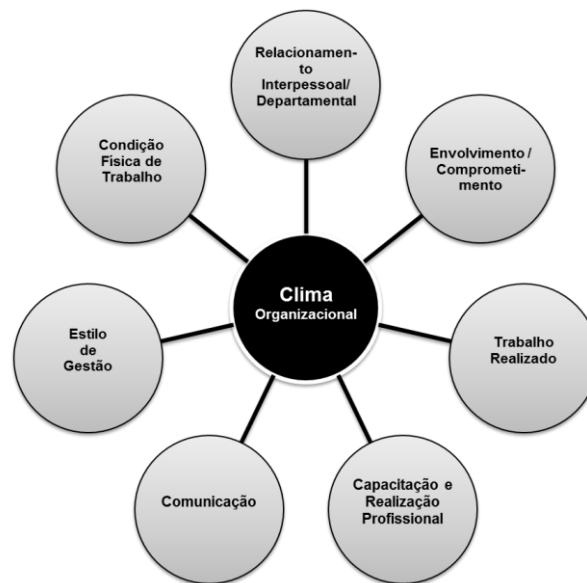 Relacionamen-
to
Interpessoal/
Departamental
Condição
Fisica de
Trabalho
Envolvimento /
Comprometi-
mento
Clima
Organizacional
Estilo
de
Gestão
Trabalho
Realizado
Comunicação
Capacitação e
Realização
Profissional